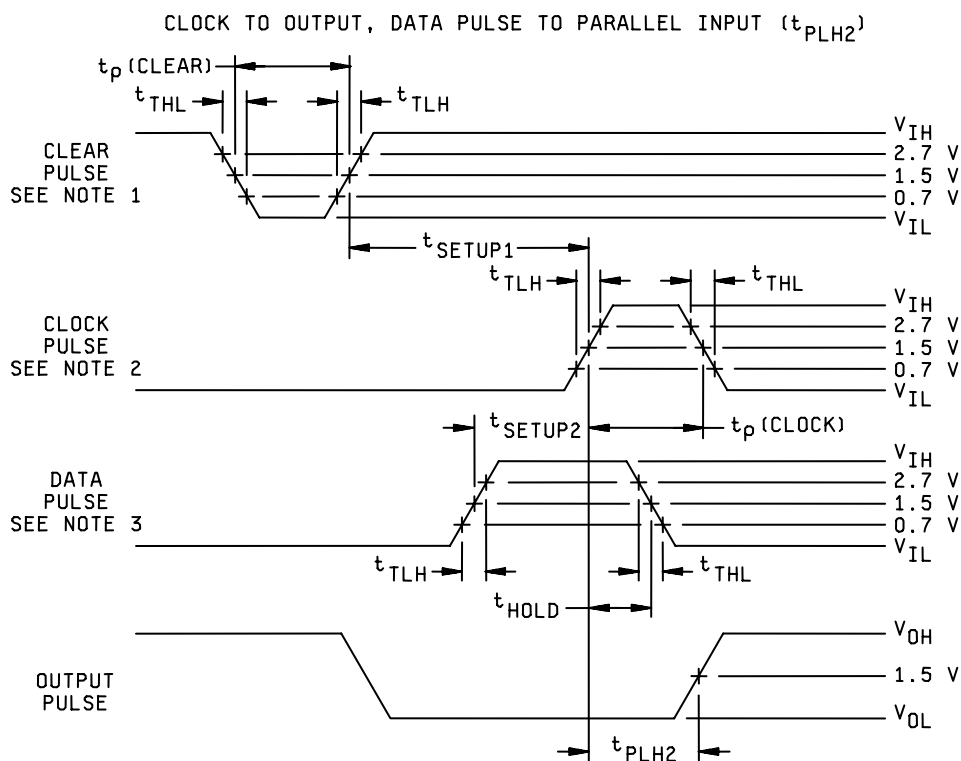 CLOCK TO OUTPUT, DATA PULSE TO PARALLEL INPUT (tPLH2)
tp(CLEAR)
tTHL
tTLH
CLEAR
PULSE
SEE NOTE 1
VIH
2.7 V
1.5 V
0.7 V
VIL
tSETUP1
tTLH
tTHL
CLOCK
PULSE
SEE NOTE 2
VIH
2.7 V
1.5 V
0.7 V
VIL
tSETUP2
tp(CLOCK)
DATA
PULSE
SEE NOTE 3
VIH
2.7 V
1.5 V
0.7 V
VIL
tTLH
tTHL
tHOLD
OUTPUT
PULSE
VOH
1.5 V
VOL
tPLH2